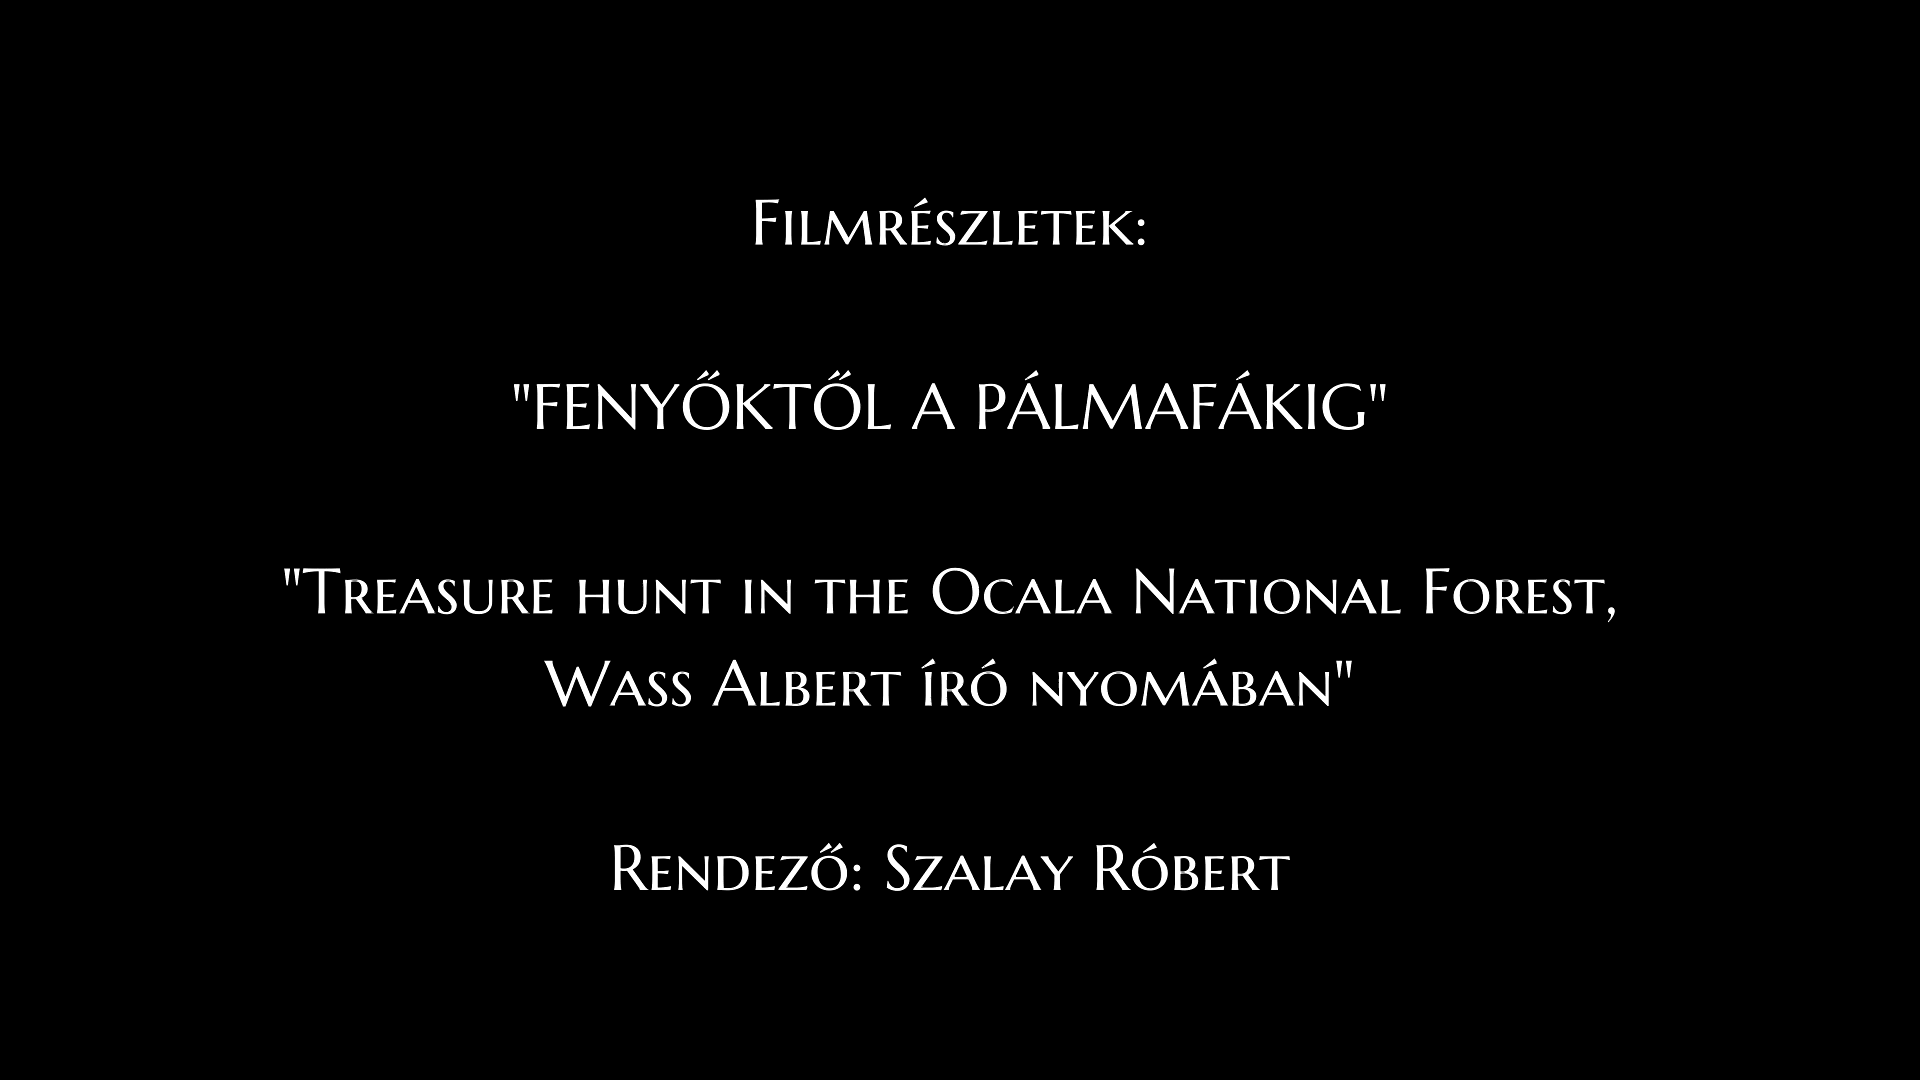 Filmrészletek:
"FENYŐKTŐL A PÁLMAFÁKIG"
"Treasure hunt in the Ocala National Forest,
Wass Albert író nyomában"
Rendező: Szalay Róbert